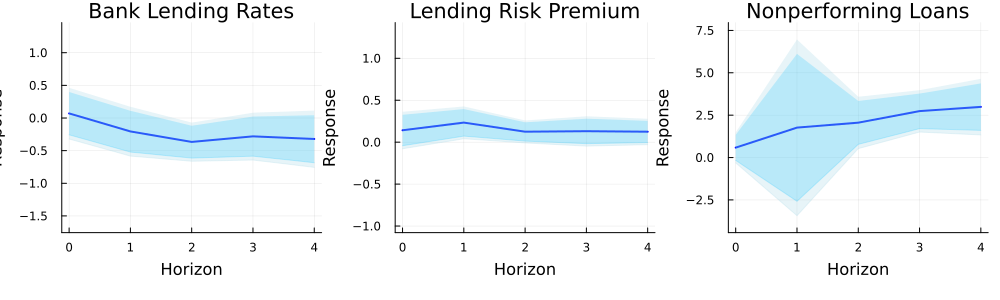 Bank Lending Rates
1.0
0.5
0.0
−0.5
−1.0
−1.5
0 1 2 3 4
Horizon
Lending Risk Premium
Response
1.0
0.5
0.0
−0.5
−1.0
0 1 2 3 4
Horizon
Nonperforming Loans
Response
7.5
5.0
2.5
0.0
−2.5
0 1 2 3 4
Horizon